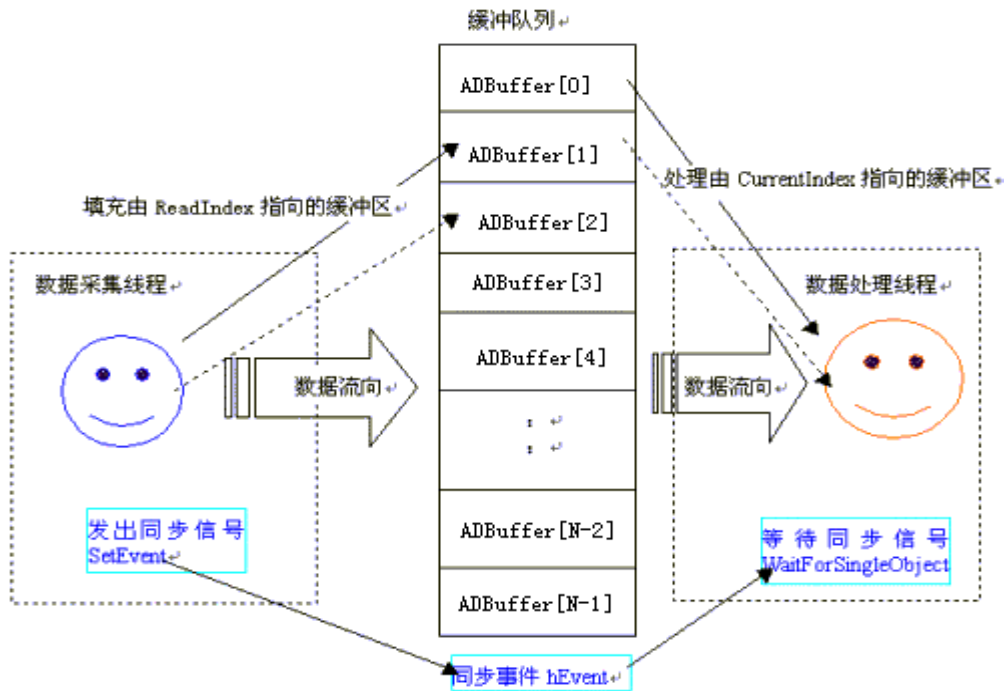 缓冲队列
ADBuffer[0]
ADBuffer[1]
处理由 CurrentIndex 指向的缓冲区
填充由 ReadIndex 指向的缓冲区
ADBuffer[2]
数据采集线程
ADBuffer[3]
数据处理线程
ADBuffer[4]
数据流向
数据流向
:
:
发出同步信号
SetEvent
ADBuffer[N-2]
等待同步信号
WaitForSingleObject
ADBuffer[N-1]
同步事件 hEvent